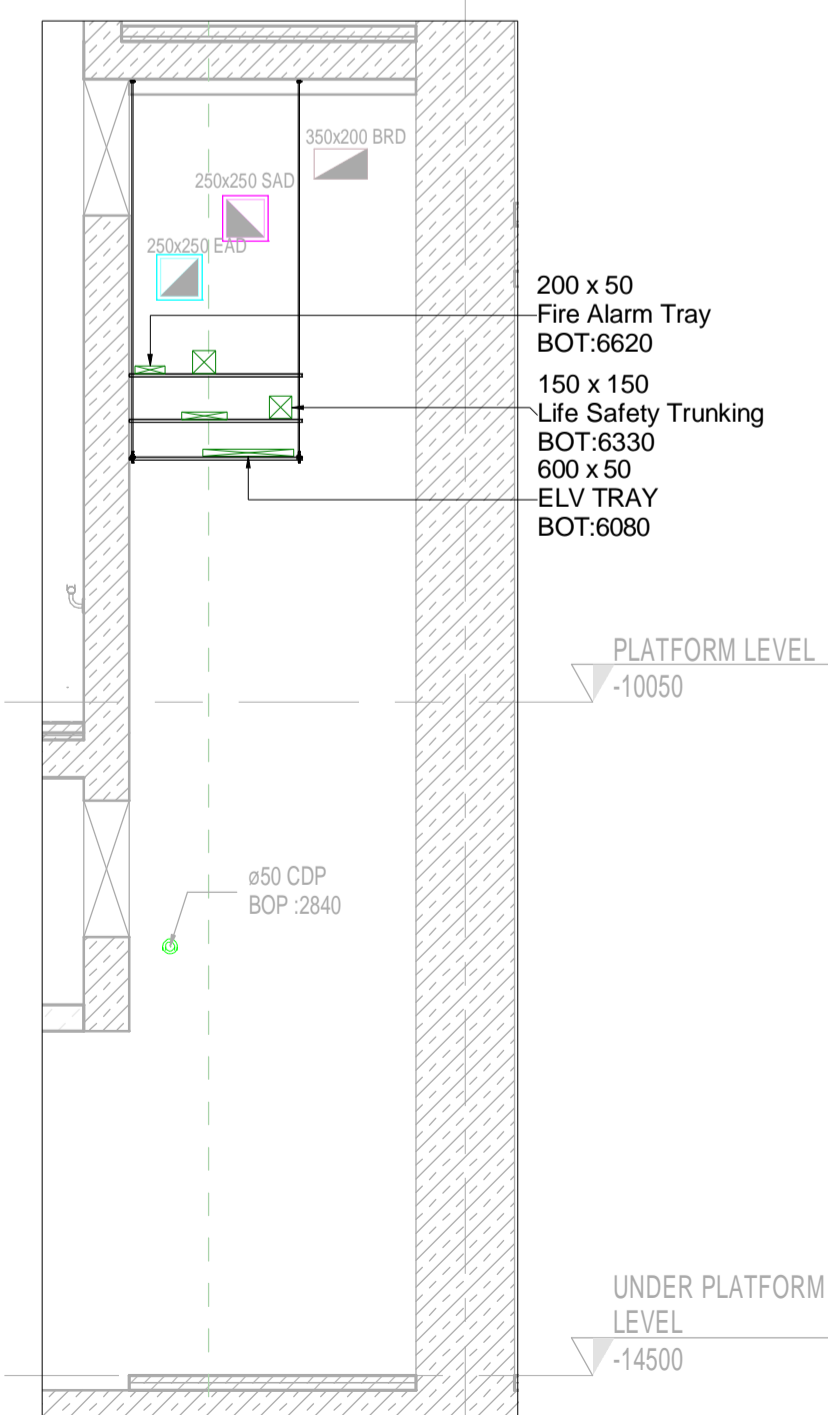 350x200 BRD
250x250 SAD
250x250 EAD
200 x 50
Fire Alarm Tray
BOT:6620
150 x 150
Life Safety Trunking
BOT:6330
600 x 50
ELV TRAY
BOT:6080
PLATFORM LEVEL
-10050
ø50 CDP
BOP :2840
UNDER PLATFORM
LEVEL
-14500